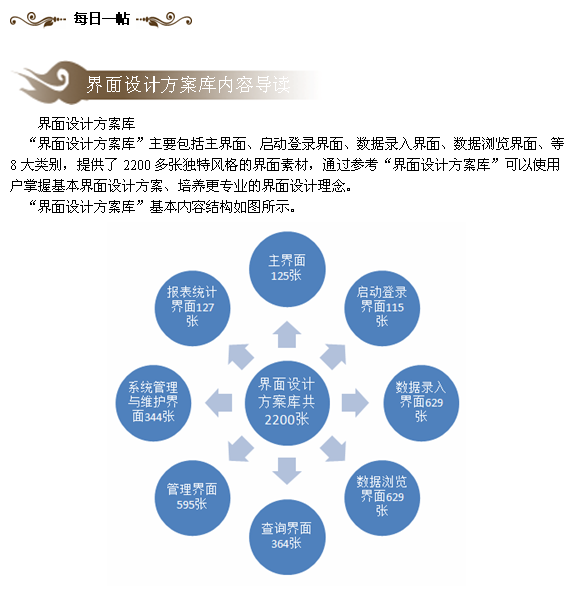 每日一帖
界面设计方案库内容导读
界面设计方案库
“界面设计方案库”主要包括主界面、启动登录界面、数据录入界面、数据浏览界面、等
8 大类别，提供了 2200 多张独特风格的界面素材，通过参考“界面设计方案库”可以使用
户掌握基本界面设计方案、培养更专业的界面设计理念。
“界面设计方案库”基本内容结构如图所示。
主界面
125张
启动登录
界面115
张
数据录入
界面629
张
数据浏览
界面629
张
查询界面
364张
管理界面
595张
系统管理
与维护界
面344张
报表统计
界面127
张
界面设计
方案库共
2200张